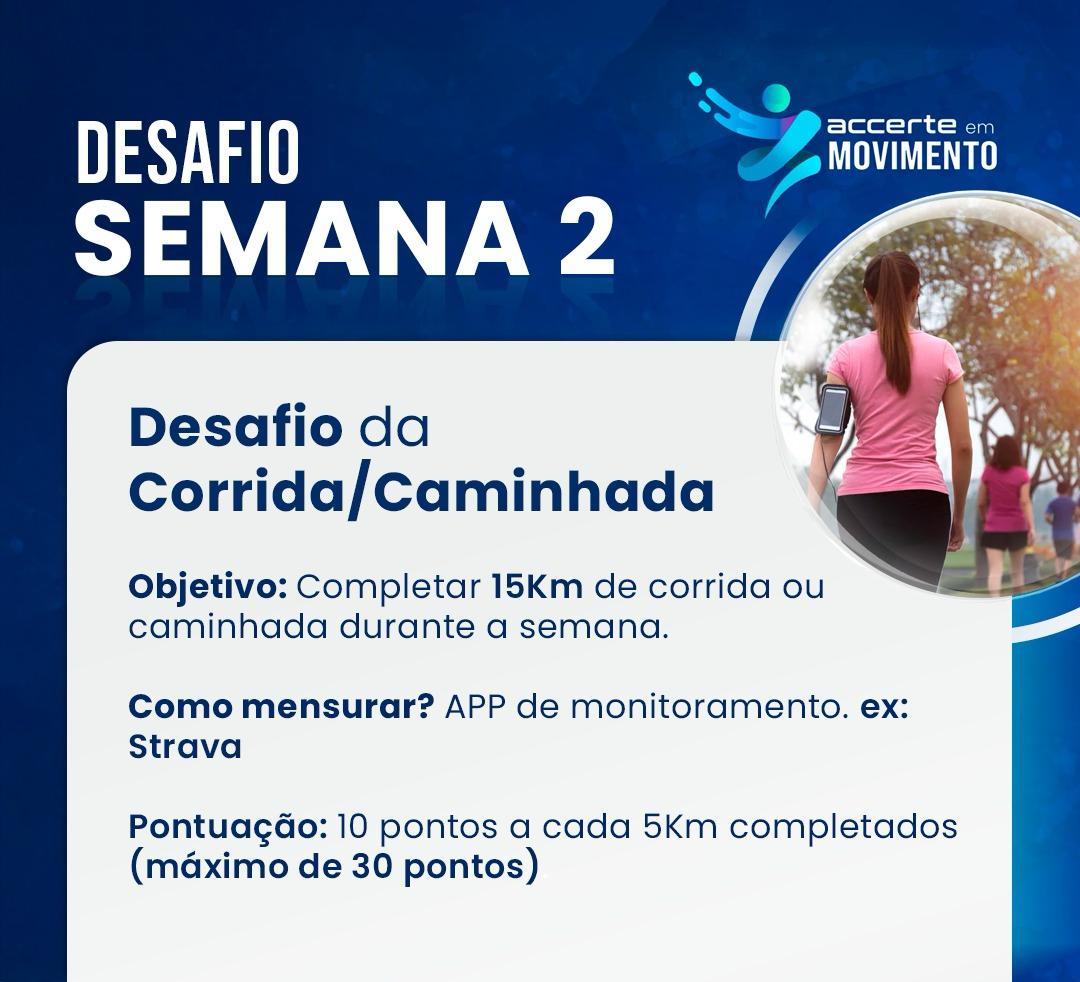 DESAFIO
SEMANA 2
accerte em
MOVIMENTO
Desafio da
Corrida/Caminhada
Objetivo: Completar 15Km de corrida ou
caminhada durante a semana.
Como mensurar? APP de monitoramento. ex:
Strava
Pontuação: 10 pontos a cada 5Km completados
(máximo de 30 pontos)